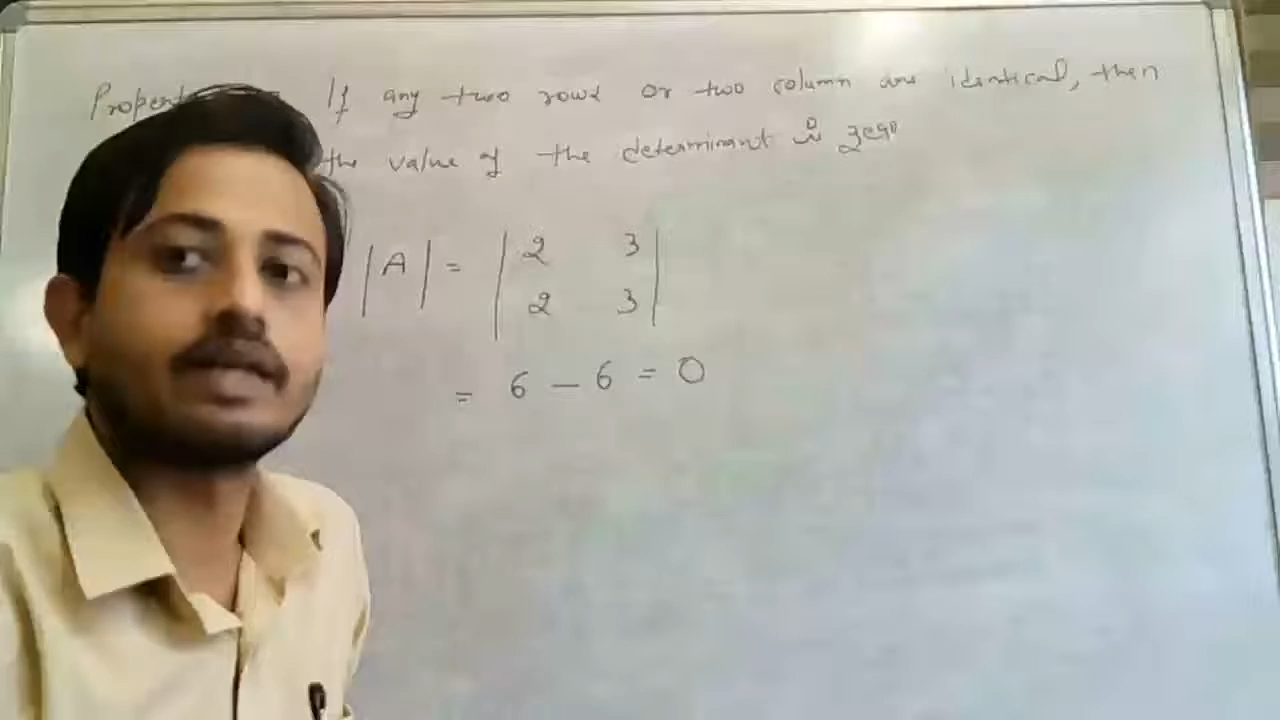 If any two rows or two column are identical, then
the value of the determinant is zero
|A| = | 2 3 |
| 2 3 |
= 6 – 6 = 0